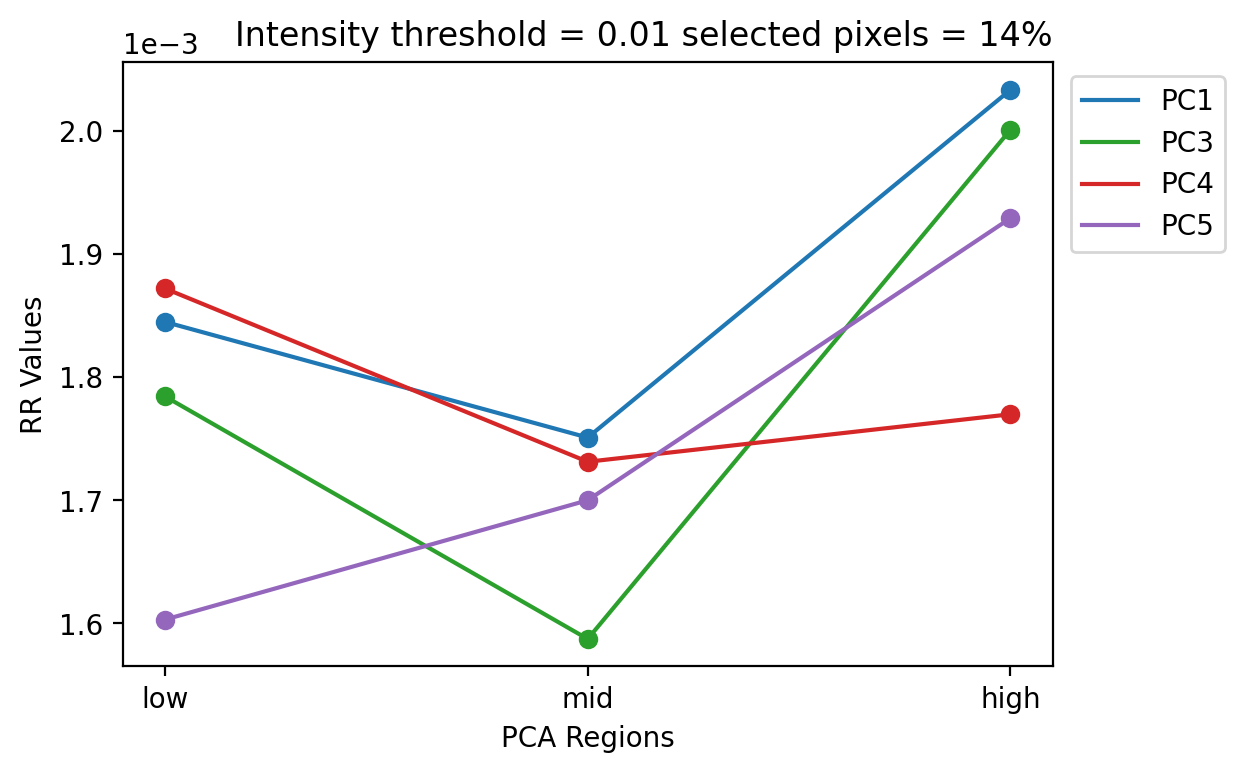 Intensity threshold = 0.01 selected pixels = 14%
1e−3
2.0
1.9
1.8
1.7
1.6
RR Values
low
mid
high
PCA Regions
PC1
PC3
PC4
PC5